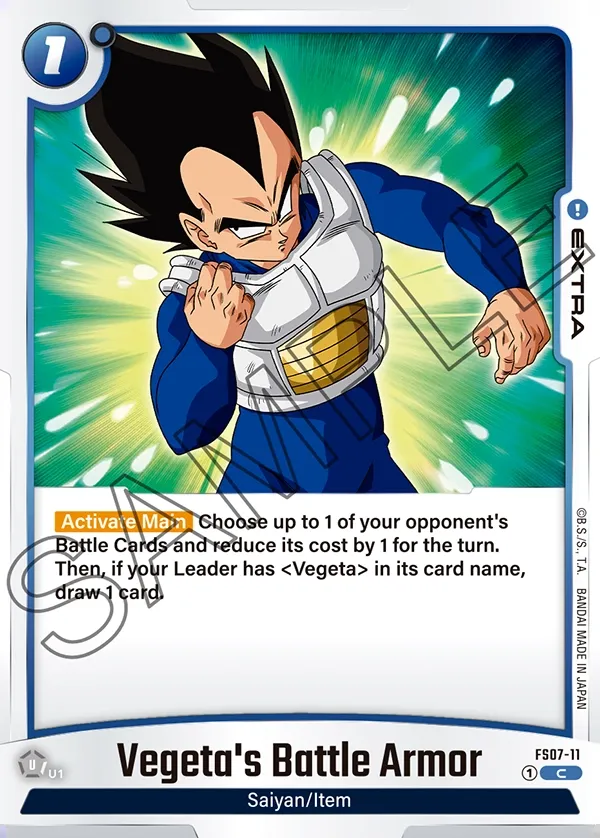 1
! EXTRA
SAMPLE
Activate Main Choose up to 1 of your opponent's
Battle Cards and reduce its cost by 1 for the turn.
Then, if your Leader has <Vegeta> in its card name,
draw 1 card.
©B.S./S., T.A. BANDAI MADE IN JAPAN
U/U1
Vegeta's Battle Armor
FS07-11
1 C
Saiyan/Item